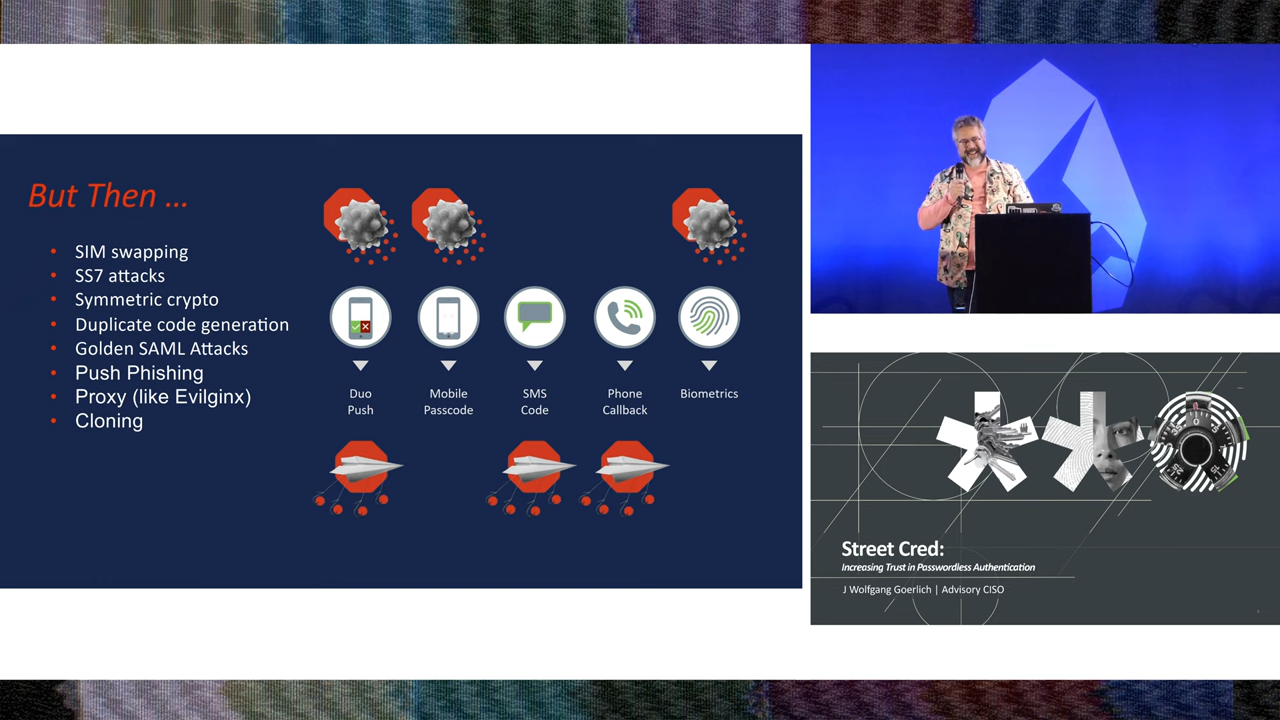 But Then ...
SIM swapping
SS7 attacks
Symmetric crypto
Duplicate code generation
Golden SAML Attacks
Push Phishing
Proxy (like Evilginx)
Cloning
Duo
Push
Mobile
Passcode
SMS
Code
Phone
Callback
Biometrics
Street Cred:
Increasing Trust in Passwordless Authentication
J Wolfgang Goerlich | Advisory CISO